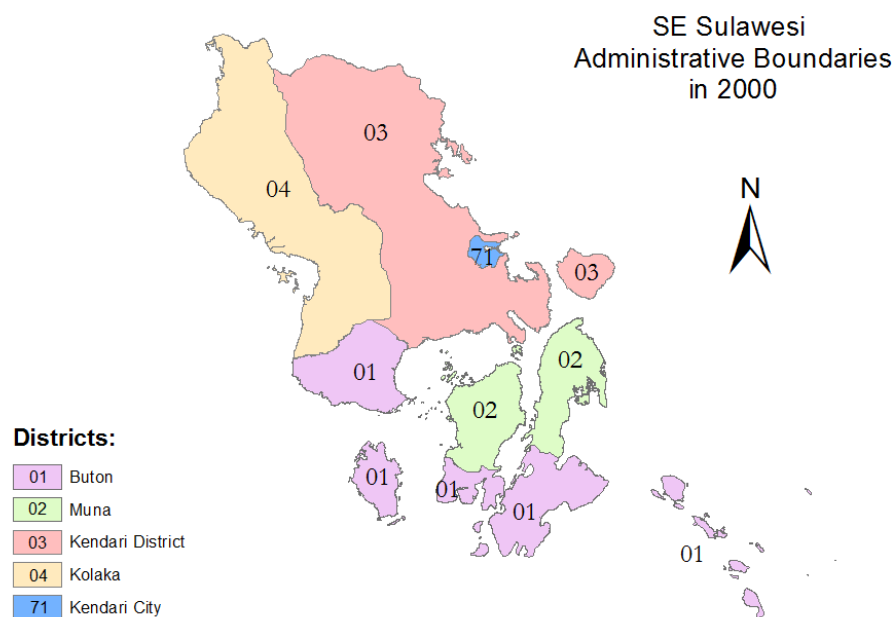 SE Sulawesi
Administrative Boundaries
in 2000
N
03
04
71
03
01
02
02
01
01
01
01
Districts:
01 Buton
02 Muna
03 Kendari District
04 Kolaka
71 Kendari City